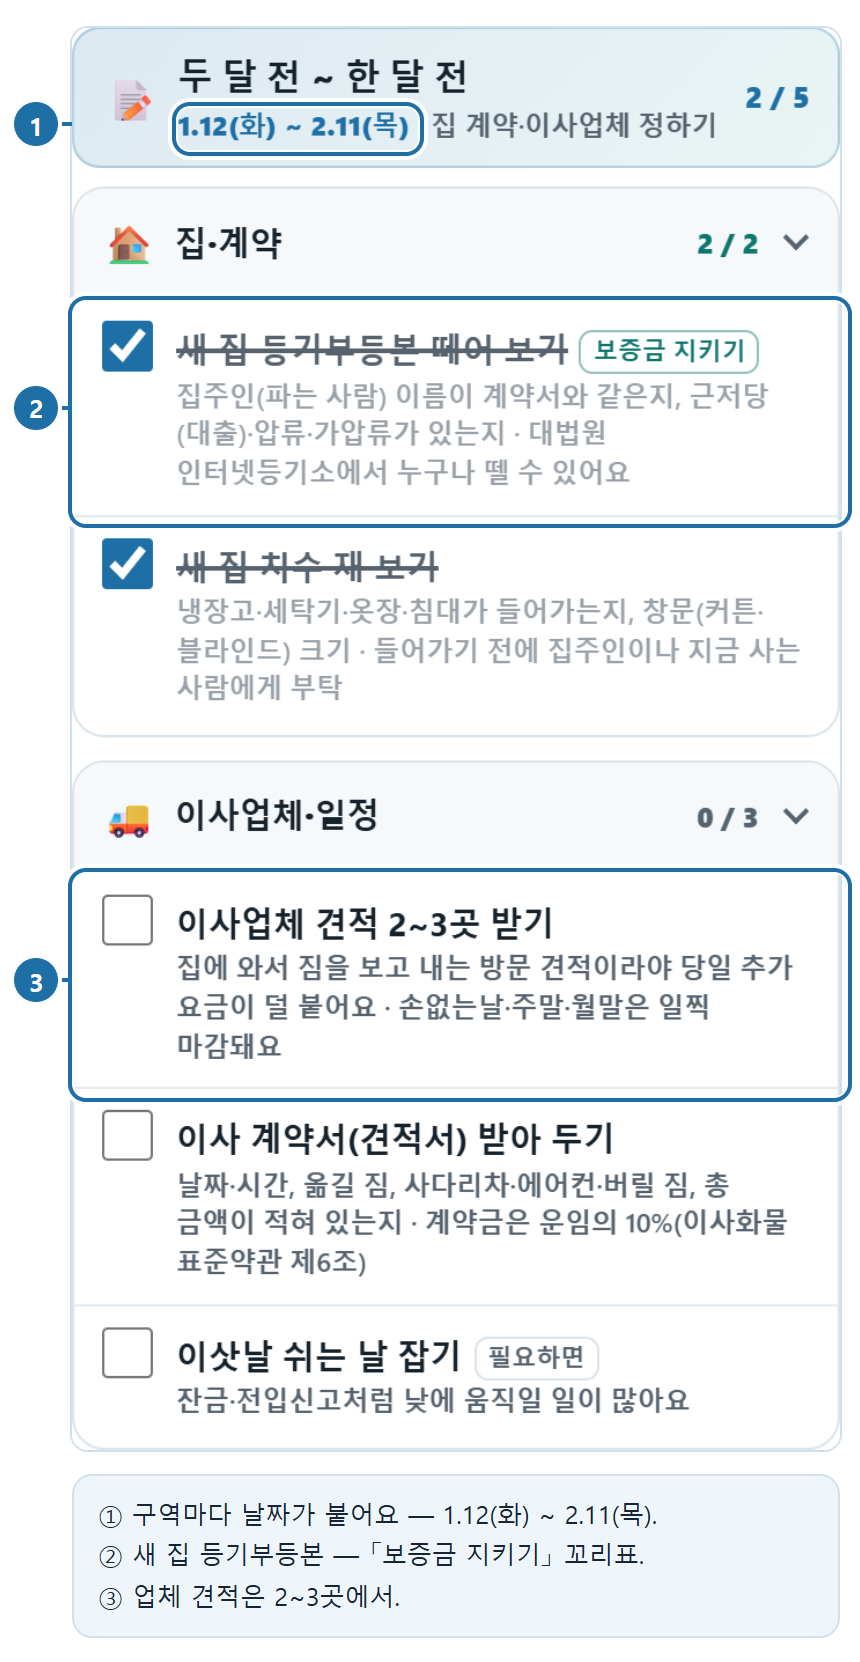 두 달 전 ~ 한 달 전
2 / 5
1
1.12(화) ~ 2.11(목) 집 계약·이사업체 정하기
집·계약
2 / 2
2
새 집 등기부등본 떼어 보기 보증금 지키기
집주인(파는 사람) 이름이 계약서와 같은지, 근저당
(대출)·압류·가압류가 있는지 · 대법원
인터넷등기소에서 누구나 뗄 수 있어요
새 집 치수 재 보기
냉장고·세탁기·옷장·침대가 들어가는지, 창문(커튼·
블라인드) 크기 · 들어가기 전에 집주인이나 지금 사는
사람에게 부탁
이사업체·일정
0 / 3
3
이사업체 견적 2~3곳 받기
집에 와서 짐을 보고 내는 방문 견적이라야 당일 추가
요금이 덜 붙어요 · 손없는날·주말·월말은 일찍
마감돼요
이사 계약서(견적서) 받아 두기
날짜·시간, 옮길 짐, 사다리차·에어컨·버릴 짐, 총
금액이 적혀 있는지 · 계약금은 운임의 10%(이사화물
표준약관 제6조)
이삿날 쉬는 날 잡기 필요하면
잔금·전입신고처럼 낮에 움직일 일이 많아요
① 구역마다 날짜가 붙어요 — 1.12(화) ~ 2.11(목).
② 새 집 등기부등본 —「보증금 지키기」 꼬리표.
③ 업체 견적은 2~3곳에서.